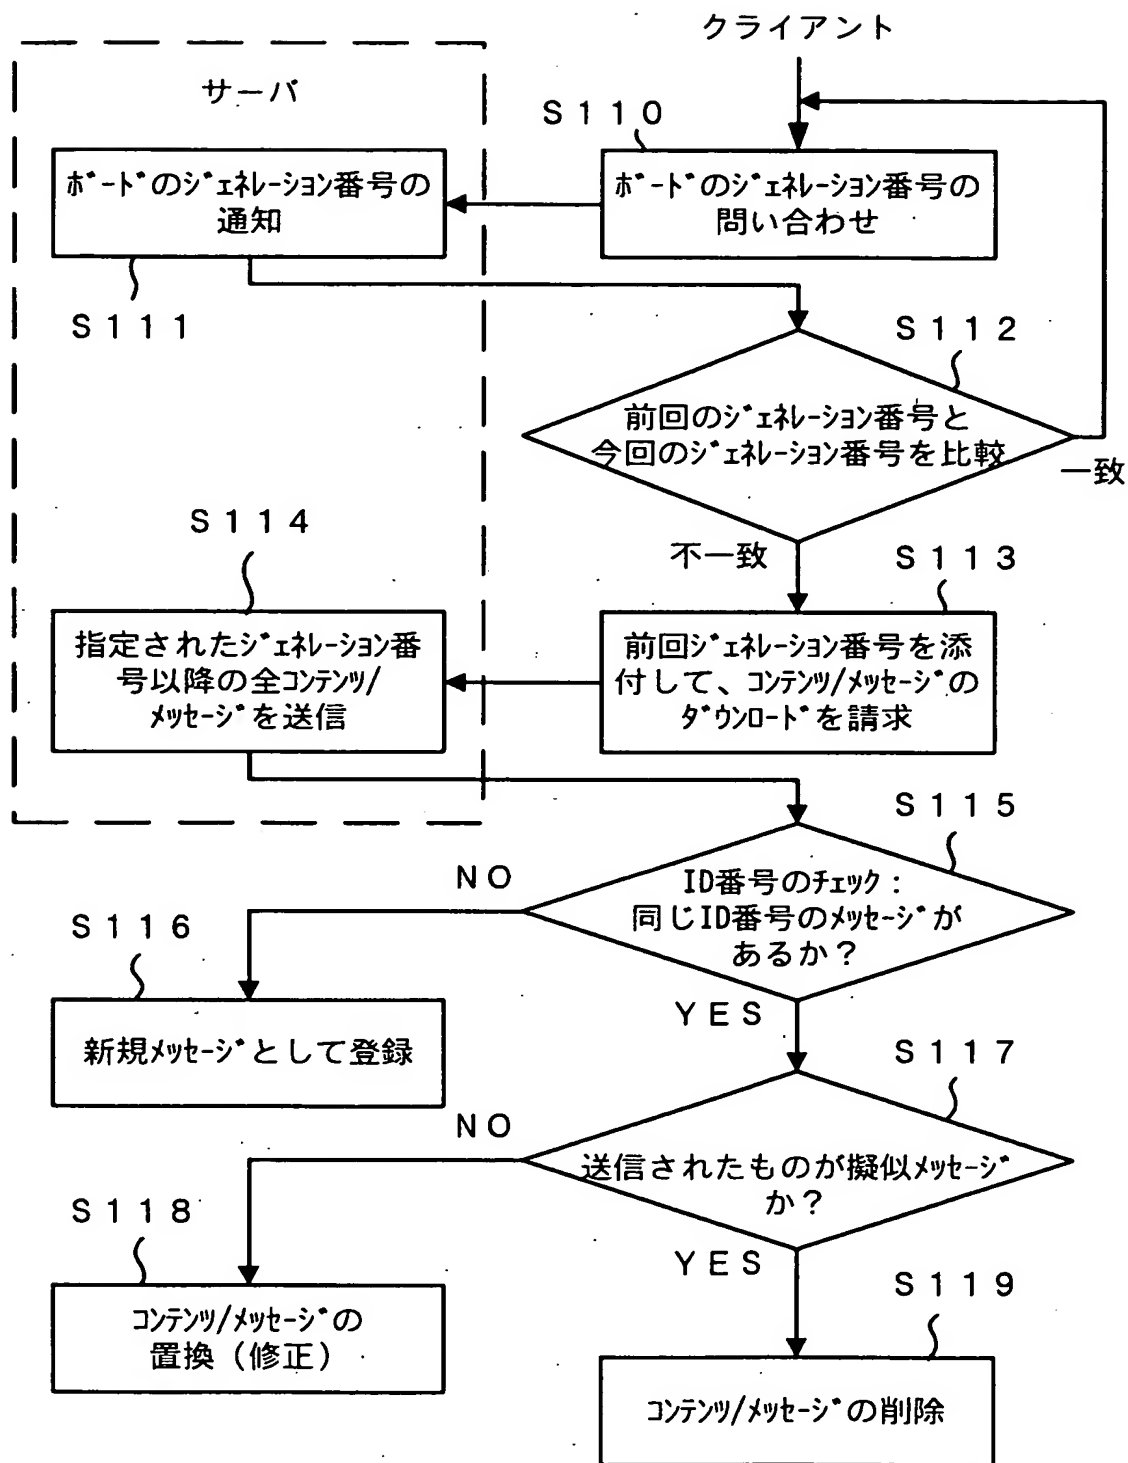 クライアント
サーバ
S110
ボードのジェネレーション番号の
問い合わせ
ボードのジェネレーション番号の
通知
S111
S112
前回のジェネレーション番号と
今回のジェネレーション番号を比較
一致
不一致
S113
前回ジェネレーション番号を添
付して、コンテンツ/メッセージの
ダウンロードを請求
S114
指定されたジェネレーション番
号以降の全コンテンツ/
メッセージを送信
S115
ID番号のチェック:
同じID番号のメッセージが
あるか?
NO
S116
新規メッセージとして登録
YES
S117
送信されたものが擬似メッセージ
か?
NO
S118
コンテンツ/メッセージの
置換(修正)
YES
S119
コンテンツ/メッセージの削除